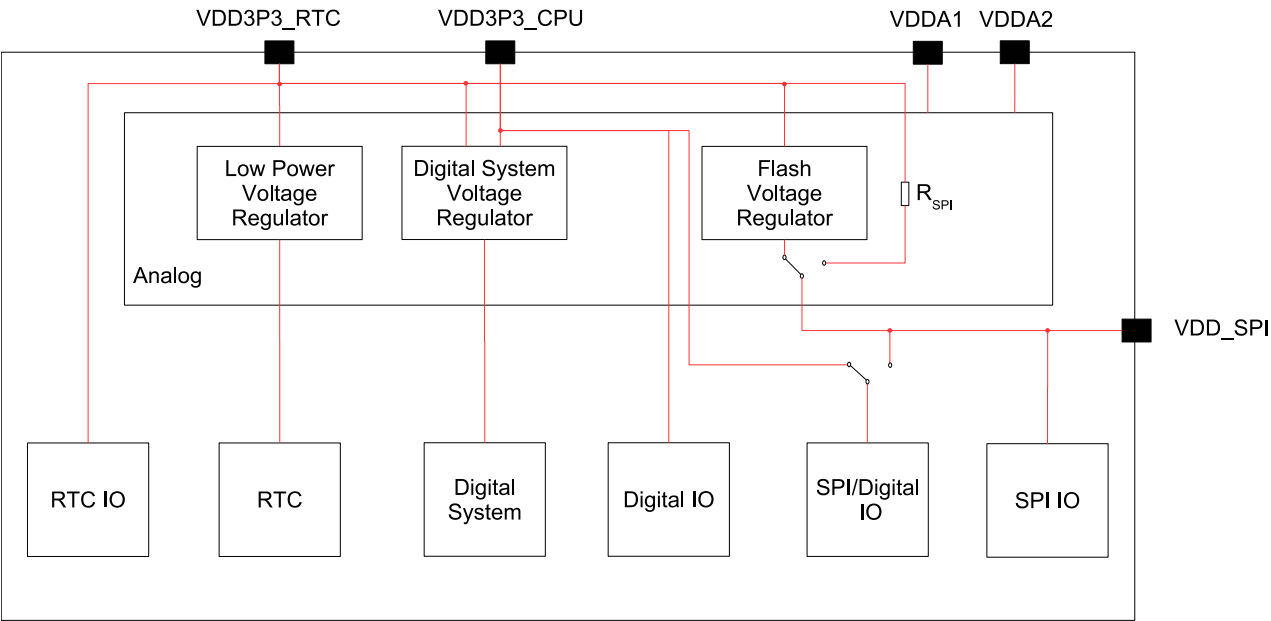 VDD3P3_RTC
VDD3P3_CPU
VDDA1
VDDA2
Low Power
Voltage
Regulator
Digital System
Voltage
Regulator
Flash
Voltage
Regulator
RSPI
Analog
VDD_SPI
RTC IO
RTC
Digital
System
Digital IO
SPI/Digital
IO
SPI IO